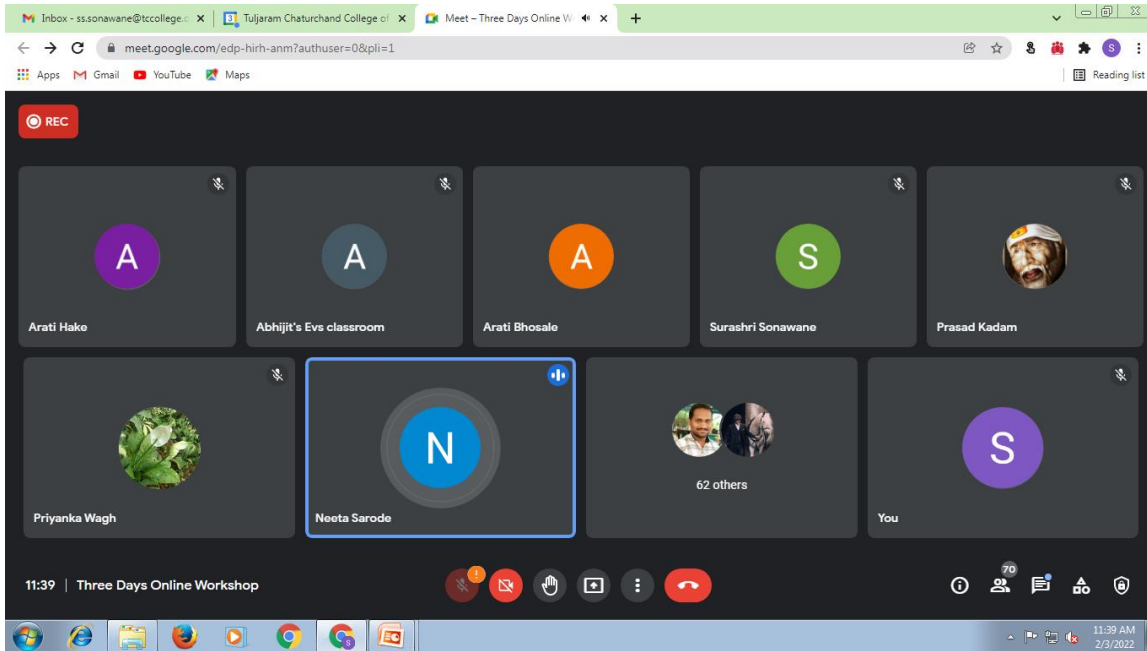 Inbox - ss.sonawane@tccollege.c
Tuljaram Chaturchand College of
Meet – Three Days Online W
meet.google.com/edp-hirh-anm?authuser=0&pli=1
S
Apps Gmail YouTube Maps Reading list
REC
A A A S
Arati Hake Abhijit's Evs classroom Arati Bhosale Surashri Sonawane Prasad Kadam
N S
62 others
Priyanka Wagh Neeta Sarode You
70
11:39 | Three Days Online Workshop
11:39 AM
2/3/2022